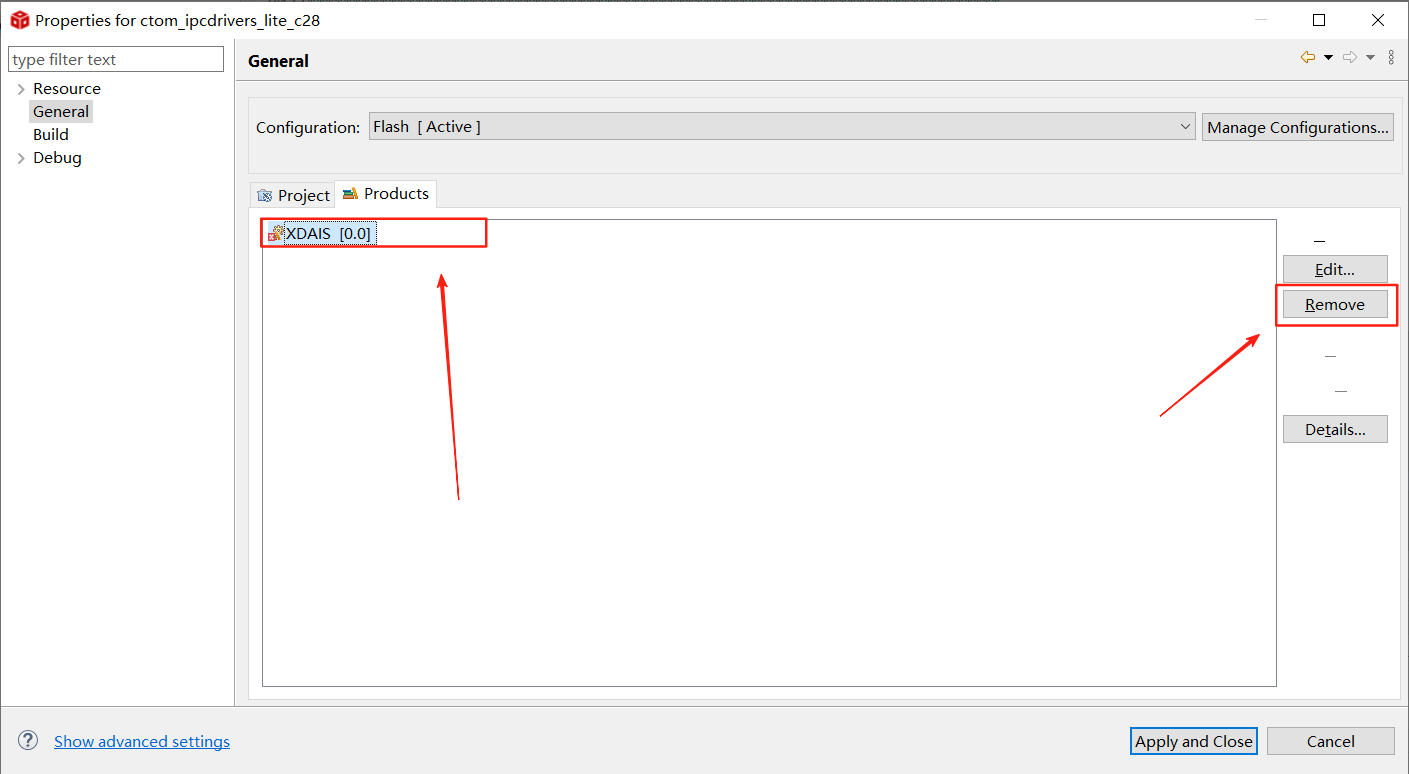 Properties for ctom_ipcdrivers_lite_c28
type filter text
Resource
General
Build
Debug
General
Configuration:
Flash [ Active ]
Manage Configurations...
Project
Products
XDAIS [0.0]
Edit...
Remove
Details...
Show advanced settings
Apply and Close
Cancel